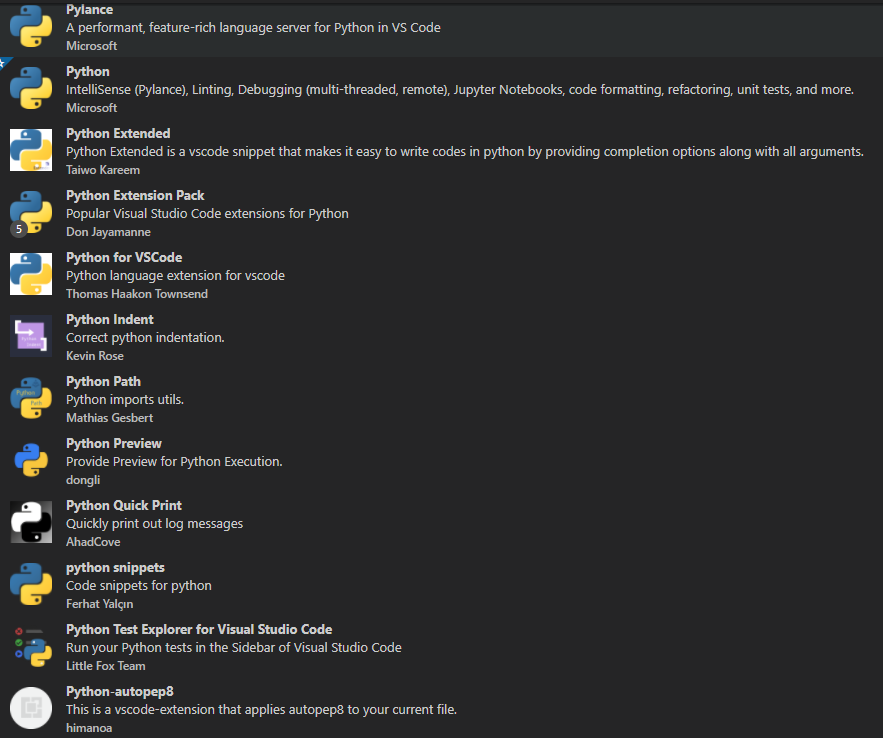 Pylance
A performant, feature-rich language server for Python in VS Code
Microsoft
Python
IntelliSense (Pylance), Linting, Debugging (multi-threaded, remote), Jupyter Notebooks, code formatting, refactoring, unit tests, and more.
Microsoft
Python Extended
Python Extended is a vscode snippet that makes it easy to write codes in python by providing completion options along with all arguments.
Taiwo Kareem
Python Extension Pack
Popular Visual Studio Code extensions for Python
5
Don Jayamanne
Python for VSCode
Python language extension for vscode
Thomas Haakon Townsend
Python Indent
Correct python indentation.
Kevin Rose
Python Path
Python imports utils.
Mathias Gesbert
Python Preview
Provide Preview for Python Execution.
dongli
Python Quick Print
Quickly print out log messages
AhadCove
python snippets
Code snippets for python
Ferhat Yalçın
Python Test Explorer for Visual Studio Code
Run your Python tests in the Sidebar of Visual Studio Code
Little Fox Team
Python-autopep8
This is a vscode-extension that applies autopep8 to your current file.
himanoa